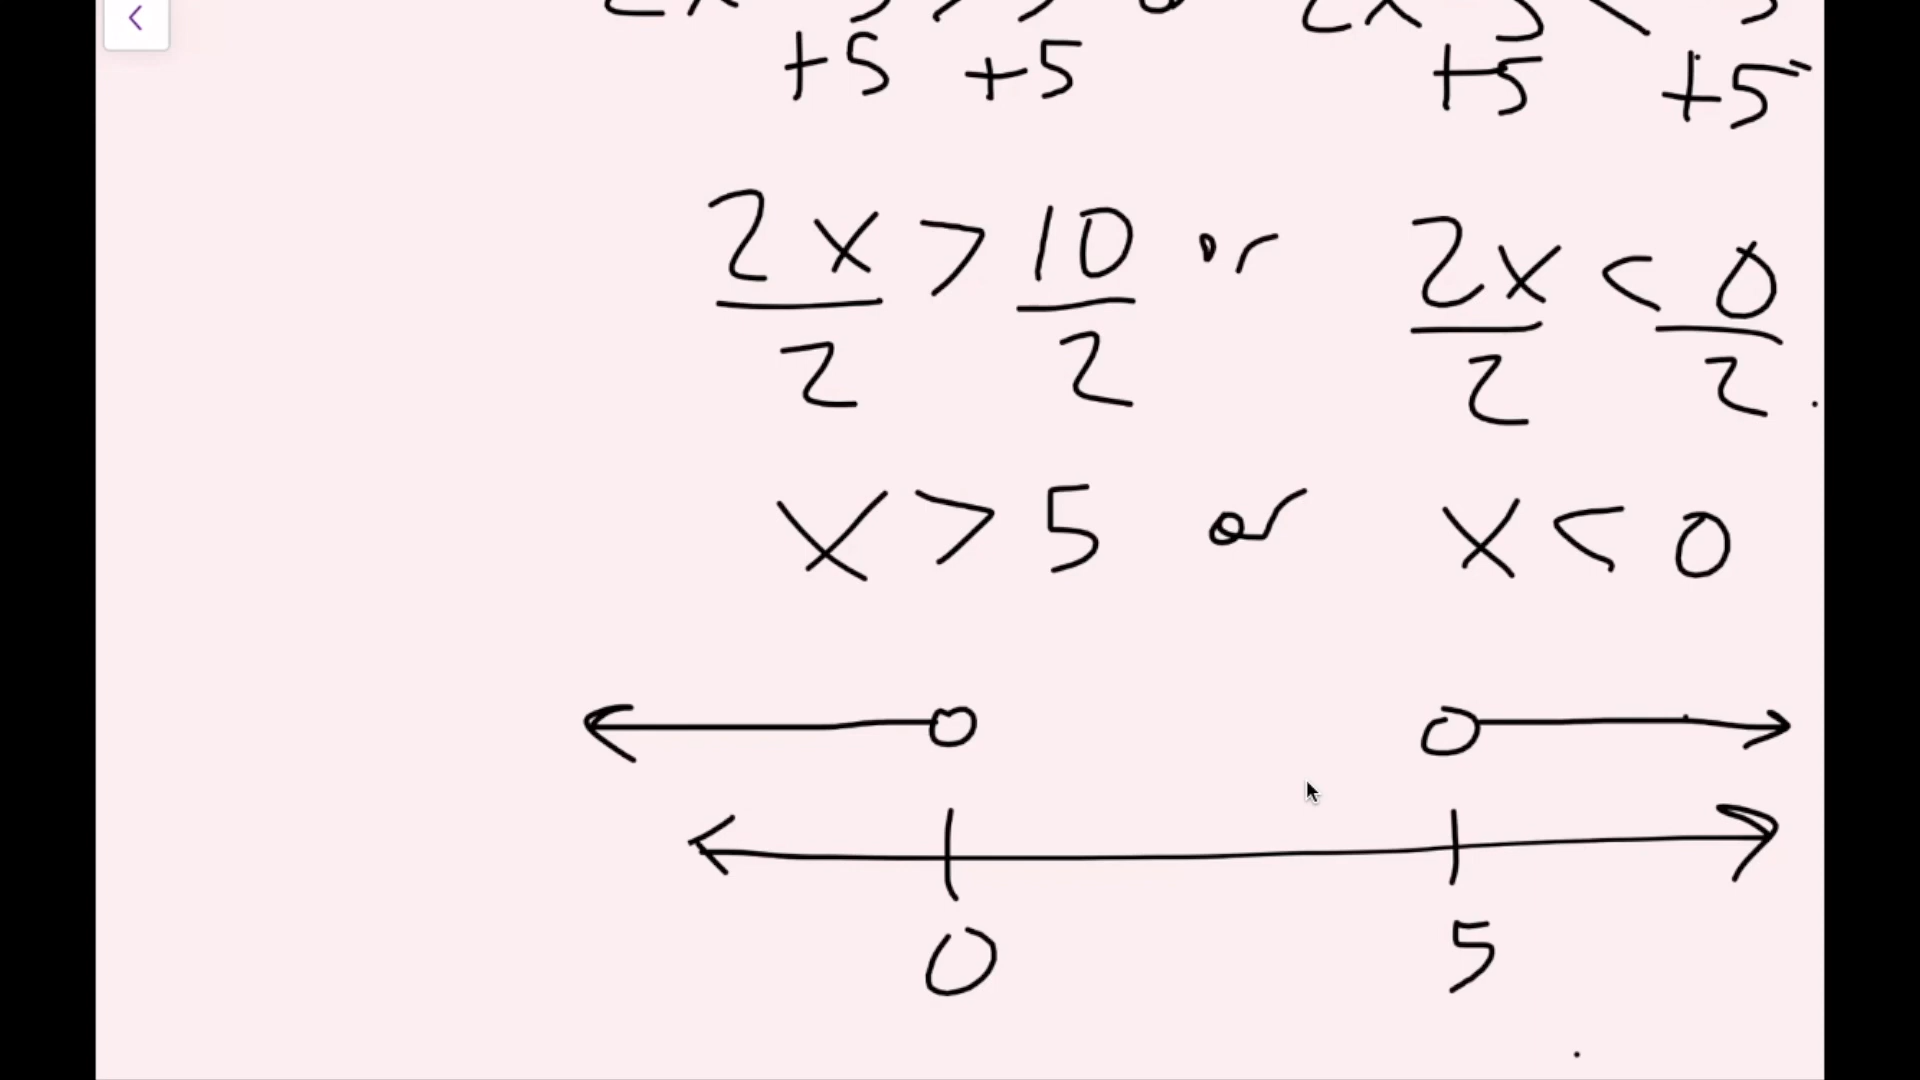 +5 +5 +5 +5
2x > 10 or 2x < 0
2 2 2 2
x > 5 or x < 0
0 5